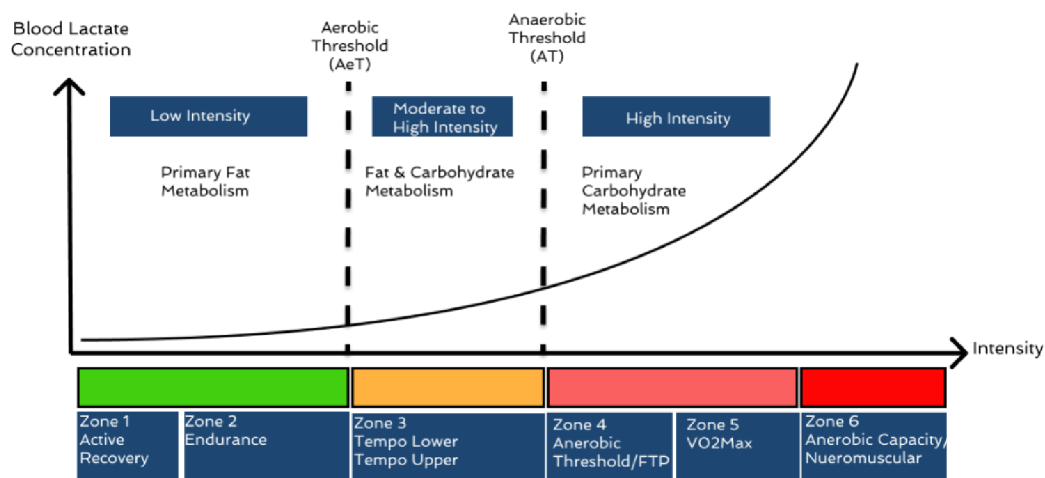 Blood Lactate
Concentration
Aerobic
Threshold
(AeT)
Anaerobic
Threshold
(AT)
Low Intensity
Moderate to
High Intensity
High Intensity
Primary Fat
Metabolism
Fat & Carbohydrate
Metabolism
Primary
Carbohydrate
Metabolism
Intensity
Zone 1
Active
Recovery
Zone 2
Endurance
Zone 3
Tempo Lower
Tempo Upper
Zone 4
Anerobic
Threshold/FTP
Zone 5
VO2Max
Zone 6
Anerobic Capacity/
Nueromuscular